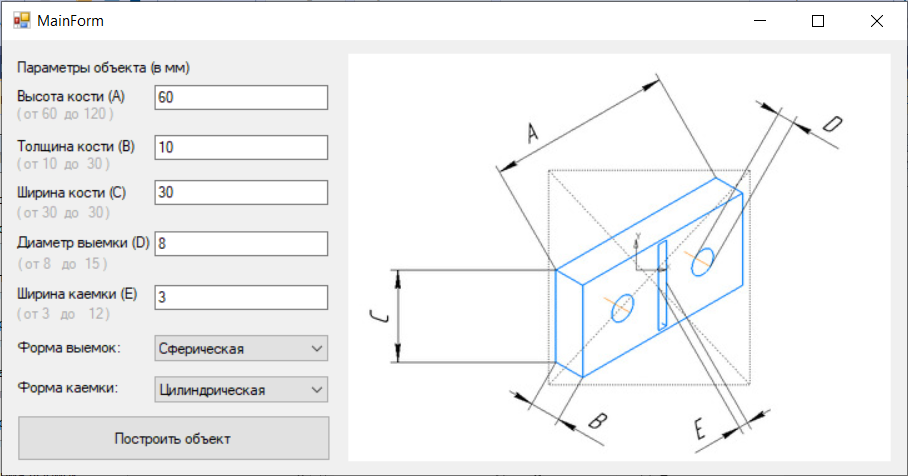 MainForm
Параметры объекта (в мм)
Высота кости (A)
60
( от 60 до 120 )
Толщина кости (B)
10
( от 10 до 30 )
Ширина кости (C)
30
( от 30 до 30 )
Диаметр выемки (D)
8
( от 8 до 15 )
Ширина каемки (E)
3
( от 3 до 12 )
Форма выемок:
Сферическая
Форма каемки:
Цилиндрическая
Построить объект
A
D
Y
C
B
E